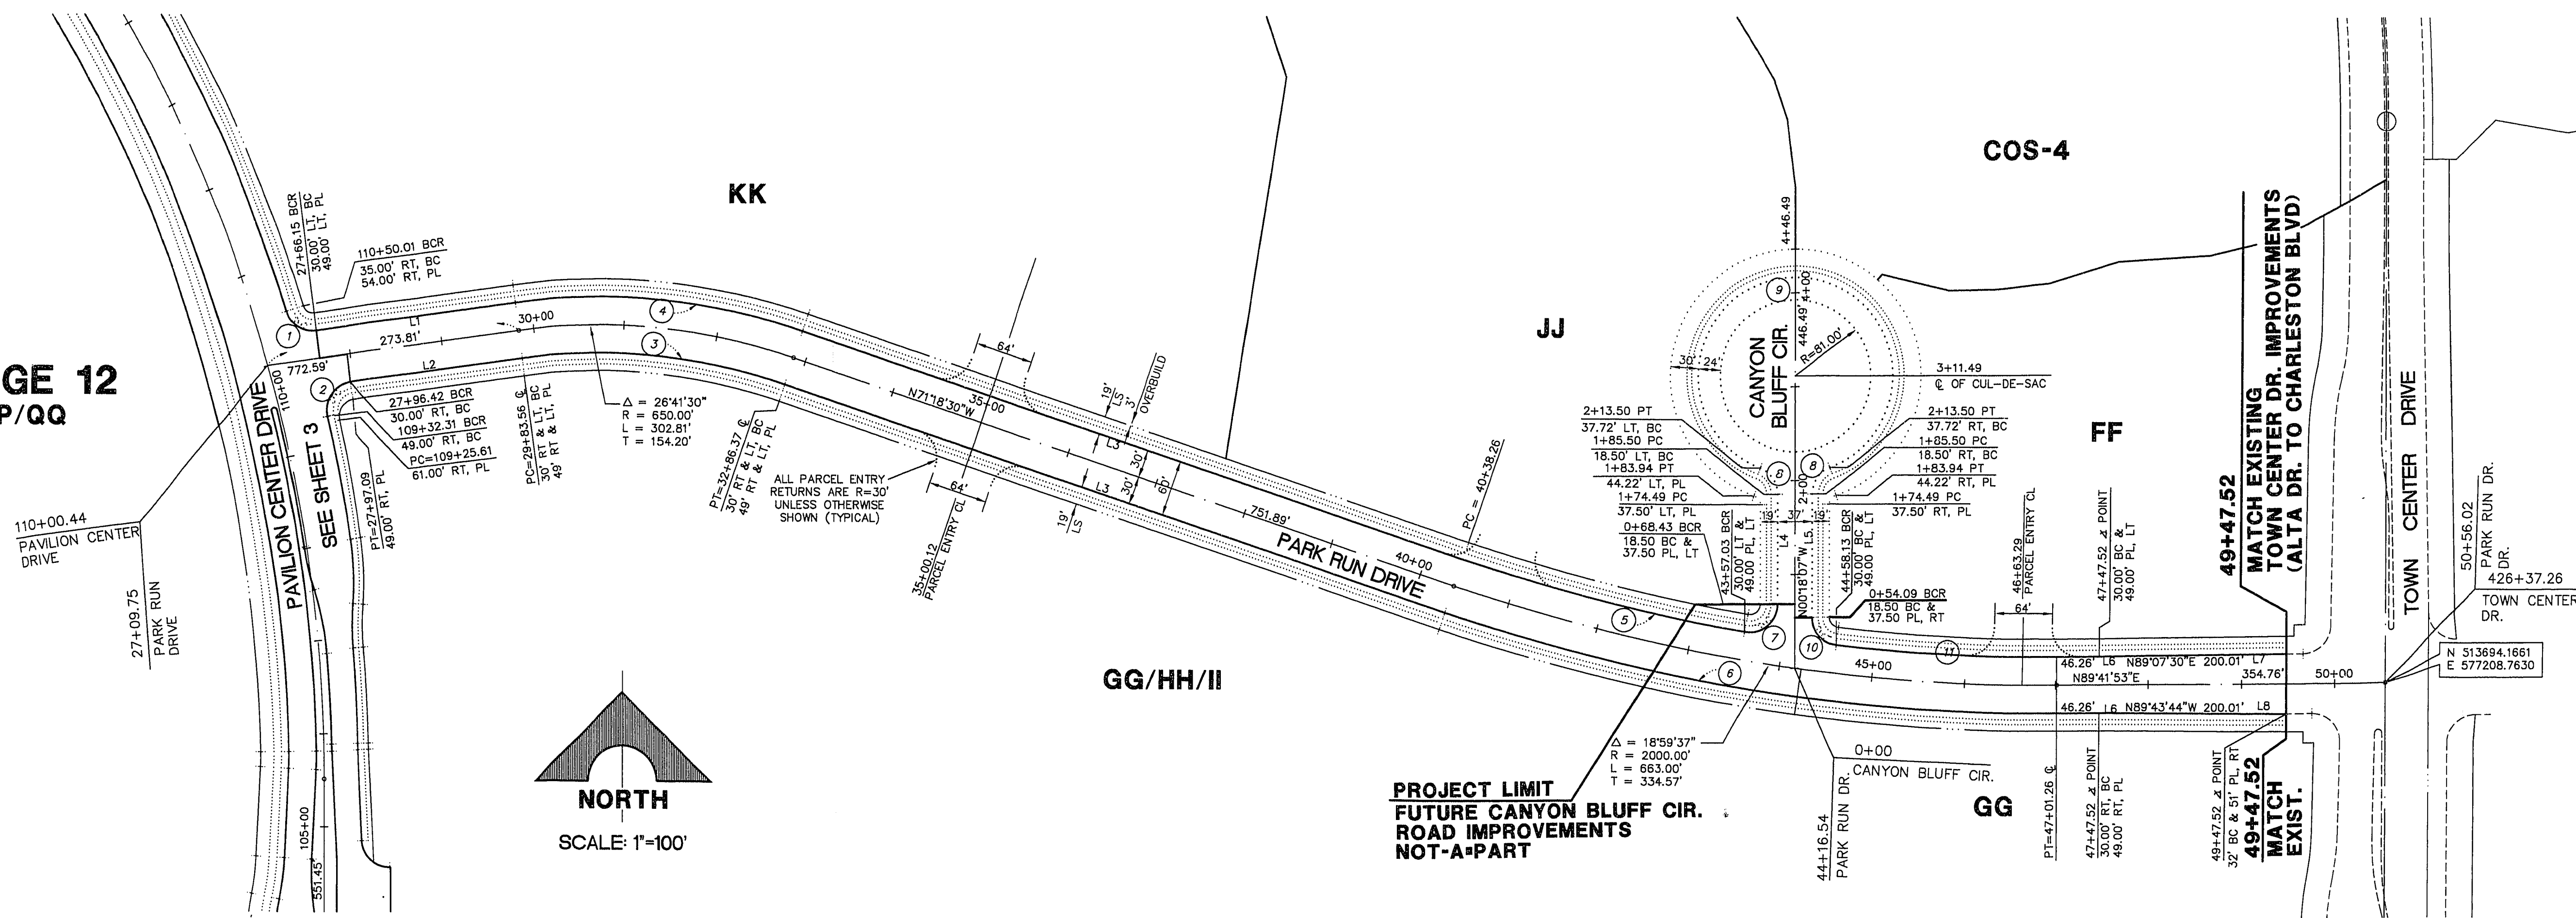 GE 12
P/QQ
KK
COS-4
JJ
FF
GG/HH/II
GG
27+66.15 BCR
30.00' LT, BC
49.00' LT, PL
110+50.01 BCR
35.00' RT, BC
54.00' RT, PL
1
2
3
4
L1
273.81'
30+00
L2
772.59'
110+00
27+96.42 BCR
30.00' RT, BC
109+32.31 BCR
49.00' RT, BC
PC=109+25.61
61.00' RT, PL
PT=27+97.09
49.00' RT, PL
PC=29+83.56 ℄
30' RT & LT, BC
49' RT & LT, PL
Δ = 26°41'30"
R = 650.00'
L = 302.81'
T = 154.20'
PT=32+86.37 ℄
30' RT & LT, BC
49' RT & LT, PL
PAVILION CENTER DRIVE
SEE SHEET 3
110+00.44
PAVILION CENTER
DRIVE
27+09.75
PARK RUN
DRIVE
105+00
551.45'
NORTH
SCALE: 1"=100'
ALL PARCEL ENTRY
RETURNS ARE R=30'
UNLESS OTHERWISE
SHOWN (TYPICAL)
64'
64'
N71°18'30"W
35+00
35+00.12
PARCEL ENTRY CL
19'
LS
3'
OVERBUILD
L3
L3
30'
30'
60'
19'
LS
751.89'
PARK RUN DRIVE
40+00
PC = 40+38.26
5
6
7
8
8
9
10
11
4+46.49
446.49'
4+00
CANYON
BLUFF CIR.
R=81.00'
30'
24'
3+11.49
℄ OF CUL-DE-SAC
2+13.50 PT
37.72' LT, BC
1+85.50 PC
18.50' LT, BC
1+83.94 PT
44.22' LT, PL
1+74.49 PC
37.50' LT, PL
0+68.43 BCR
18.50 BC &
37.50 PL, LT
2+13.50 PT
37.72' RT, BC
1+85.50 PC
18.50' RT, BC
1+83.94 PT
44.22' RT, PL
1+74.49 PC
37.50' RT, PL
2+00
19'
37'
19'
L4
L5
N00°18'07"W
43+57.03 BCR
30.00' LT &
49.00 PL, LT
44+58.13 BCR
30.00' BC &
49.00 PL, LT
0+54.09 BCR
18.50 BC &
37.50 PL, RT
46+63.29
PARCEL ENTRY CL
64'
47+47.52 ∡ POINT
30.00' BC &
49.00' PL, LT
49+47.52
MATCH EXISTING
TOWN CENTER DR. IMPROVEMENTS
(ALTA DR. TO CHARLESTON BLVD)
TOWN CENTER DRIVE
50+56.02
PARK RUN DR.
426+37.26
TOWN CENTER
DR.
N 513694.1661
E 577208.7630
45+00
46.26' L6 N89°07'30"E 200.01' L7
N89°41'53"E
354.76'
50+00
46.26' L6 N89°43'44"W 200.01' L8
Δ = 18°59'37"
R = 2000.00'
L = 663.00'
T = 334.57'
PROJECT LIMIT
FUTURE CANYON BLUFF CIR.
ROAD IMPROVEMENTS
NOT-A-PART
0+00
CANYON BLUFF CIR.
44+16.54
PARK RUN DR.
PT=47+01.26 ℄
47+47.52 ∡ POINT
30.00' RT, BC
49.00' RT, PL
49+47.52 ∡ POINT
32' BC & 51' PL, RT
49+47.52
MATCH
EXIST.